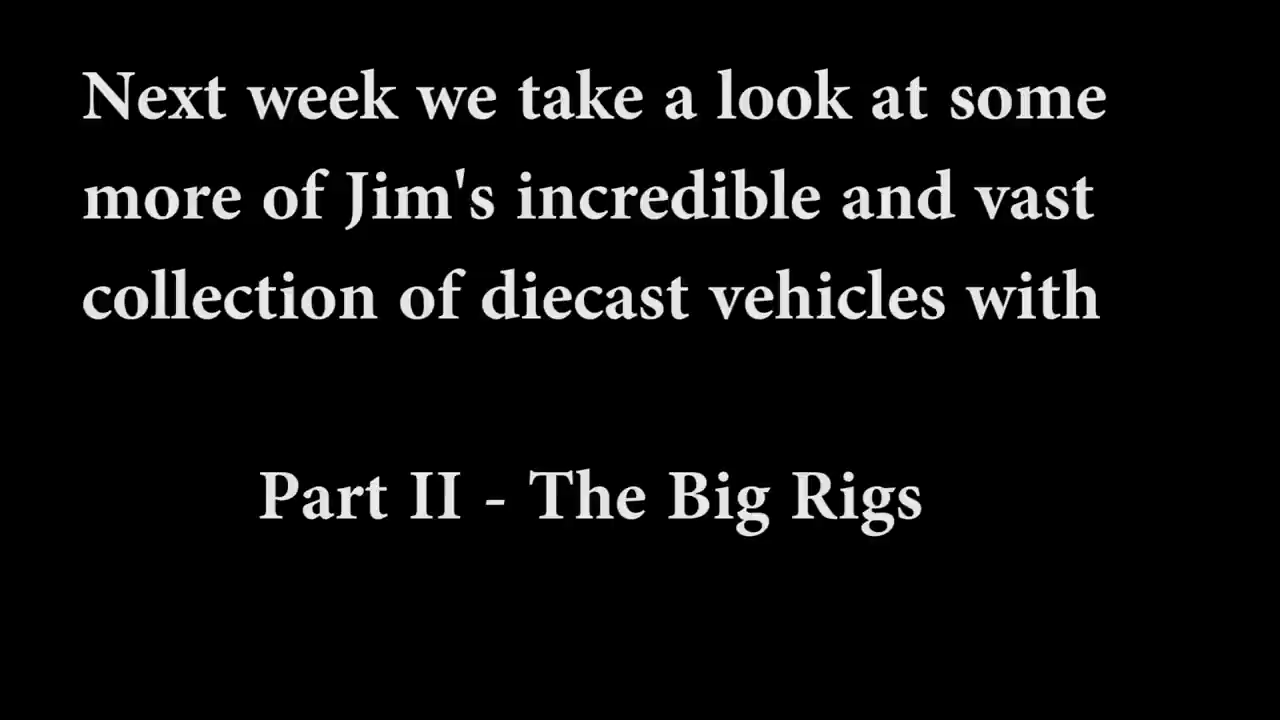 Next week we take a look at some
more of Jim's incredible and vast
collection of diecast vehicles with
Part II - The Big Rigs